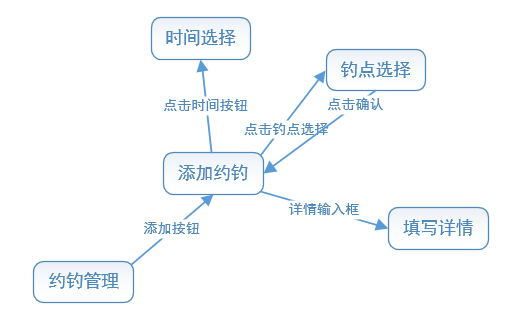 时间选择
钓点选择
点击时间按钮
点击确认
点击钓点选择
添加约钓
详情输入框
添加按钮
填写详情
约钓管理